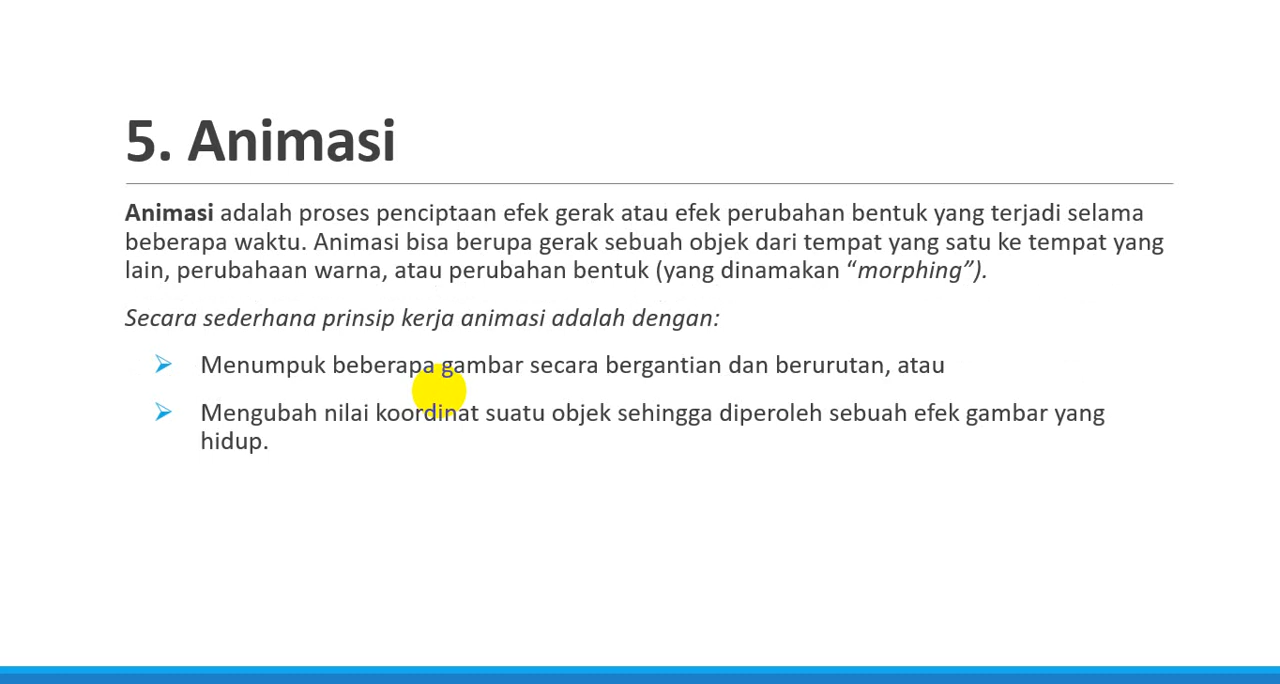 5. Animasi
Animasi adalah proses penciptaan efek gerak atau efek perubahan bentuk yang terjadi selama
beberapa waktu. Animasi bisa berupa gerak sebuah objek dari tempat yang satu ke tempat yang
lain, perubahaan warna, atau perubahan bentuk (yang dinamakan “morphing”).
Secara sederhana prinsip kerja animasi adalah dengan:
Menumpuk beberapa gambar secara bergantian dan berurutan, atau
Mengubah nilai koordinat suatu objek sehingga diperoleh sebuah efek gambar yang
hidup.